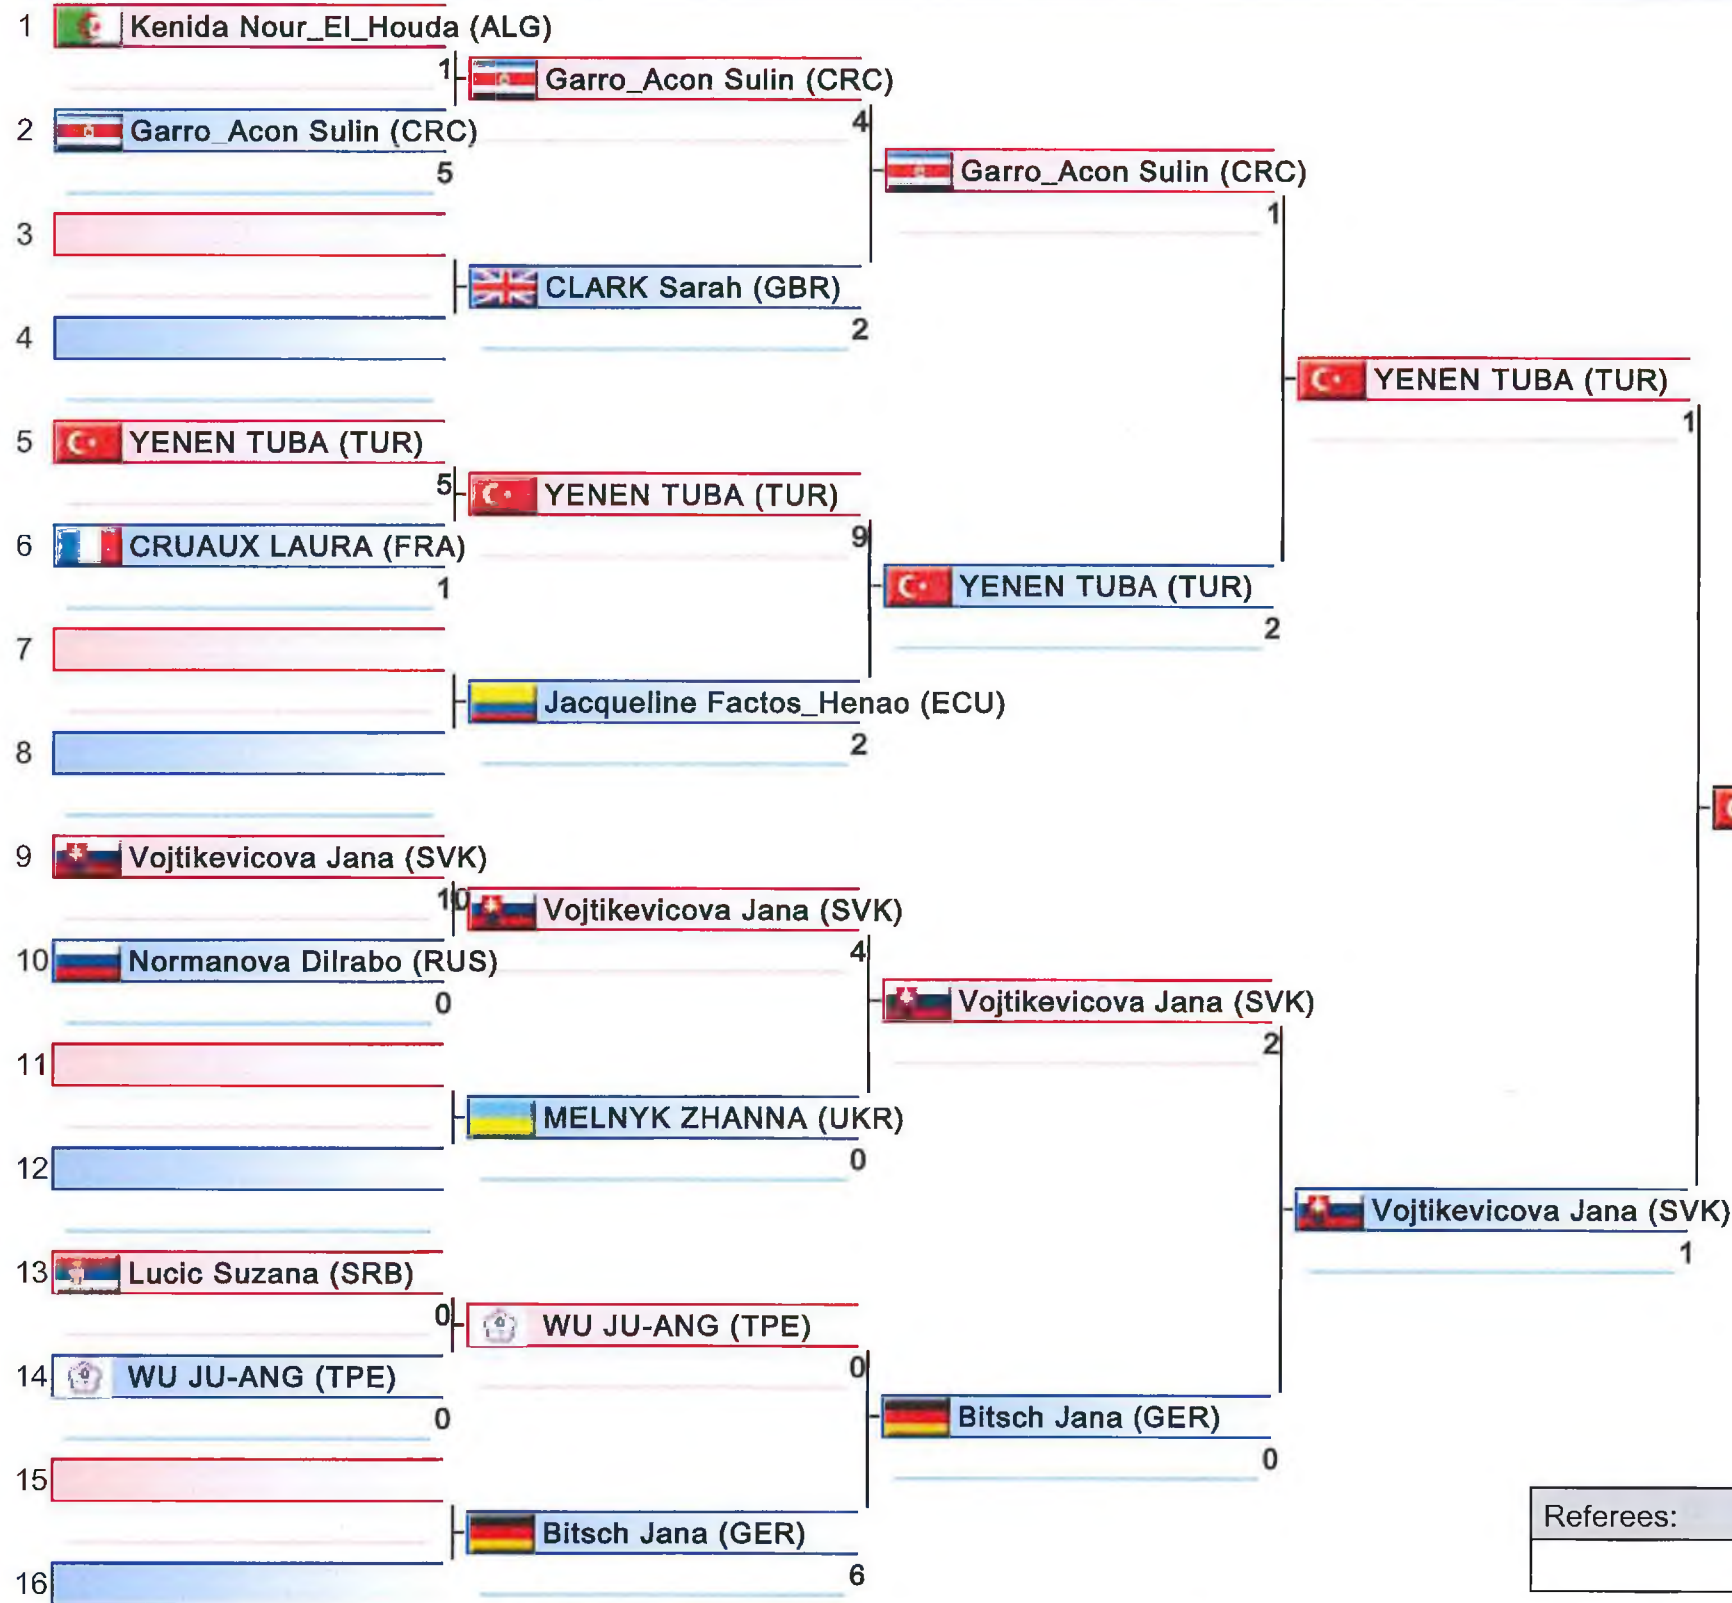 1 Kenida Nour_El_Houda (ALG)
1
Garro_Acon Sulin (CRC)
4
2 Garro_Acon Sulin (CRC)
5
Garro_Acon Sulin (CRC)
1
3
CLARK Sarah (GBR)
2
4
YENEN TUBA (TUR)
1
5 YENEN TUBA (TUR)
5
YENEN TUBA (TUR)
9
6 CRUAUX LAURA (FRA)
1
YENEN TUBA (TUR)
2
7
Jacqueline Factos_Henao (ECU)
2
8
9 Vojtikevicova Jana (SVK)
10
Vojtikevicova Jana (SVK)
4
10 Normanova Dilrabo (RUS)
0
Vojtikevicova Jana (SVK)
2
11
MELNYK ZHANNA (UKR)
0
12
Vojtikevicova Jana (SVK)
1
13 Lucic Suzana (SRB)
0
WU JU-ANG (TPE)
0
14 WU JU-ANG (TPE)
0
Bitsch Jana (GER)
0
15
Bitsch Jana (GER)
6
16
Referees: